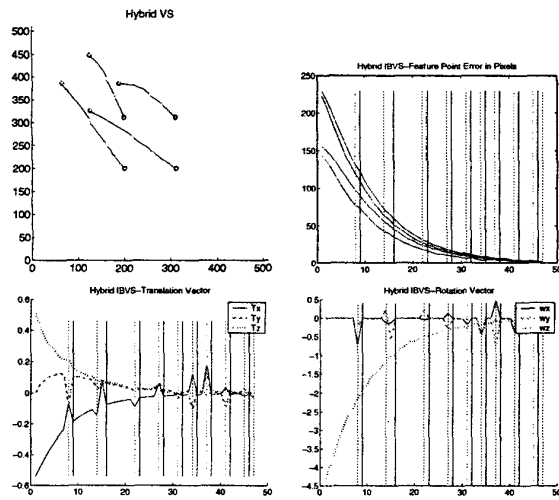 Hybrid VS
500
450
400
350
300
250
200
150
100
50
0
0 100 200 300 400 500
Hybrid IBVS-Feature Point Error in Pixels
250
200
150
100
50
0
0 10 20 30 40 50
Hybrid IBVS-Translation Vector
0.6
0.4
0.2
0
-0.2
-0.4
-0.6
0 10 20 30 40 50
Tx
Ty
Tz
Hybrid IBVS-Rotation Vector
0.5
0
-0.5
-1
-1.5
-2
-2.5
-3
-3.5
-4
-4.5
0 10 20 30 40 50
wx
wy
wz